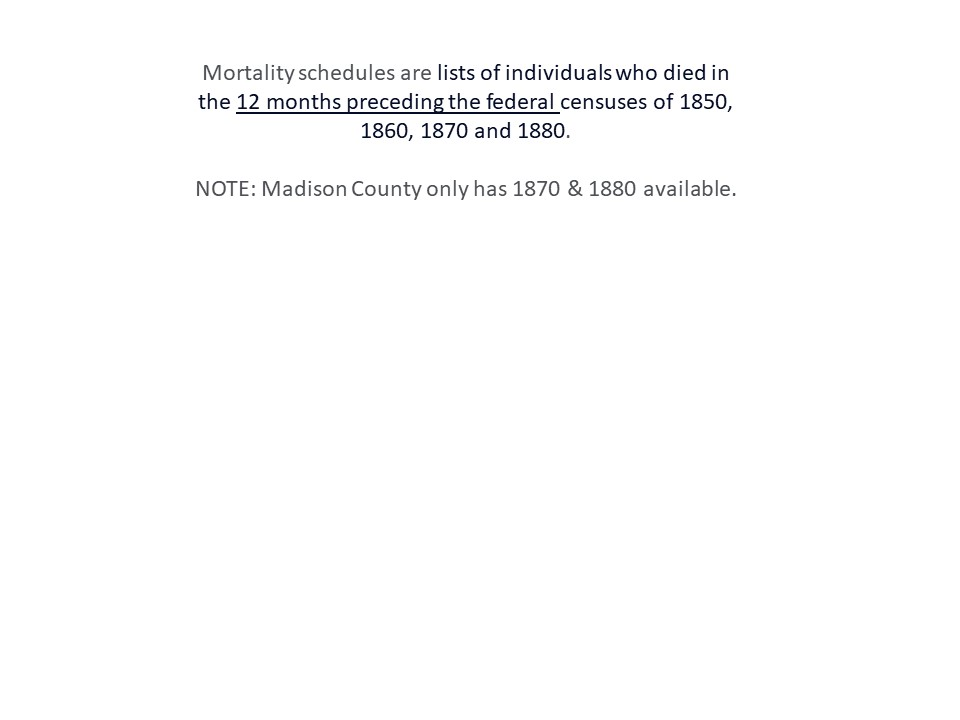 Mortality schedules are lists of individuals who died in
the 12 months preceding the federal censuses of 1850,
1860, 1870 and 1880.
NOTE: Madison County only has 1870 & 1880 available.